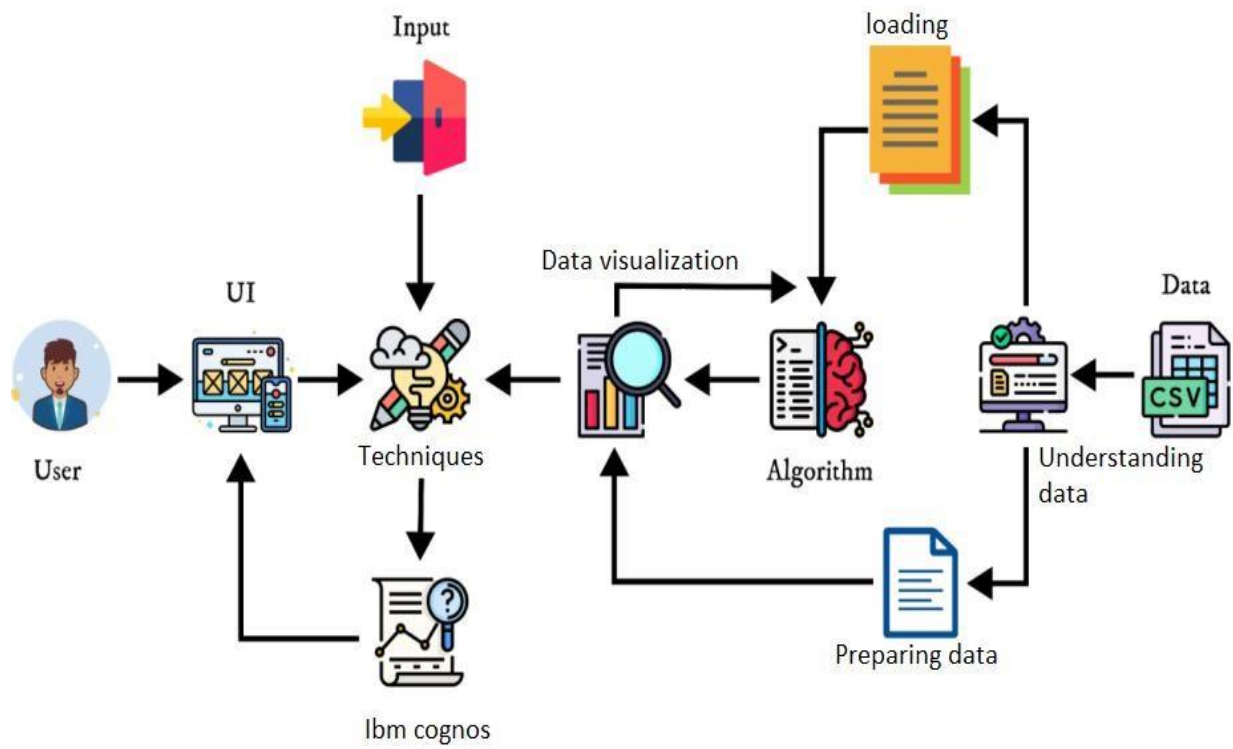 Input
loading
Data visualization
UI
Data
CSV
User
Techniques
Algorithm
Understanding
data
Preparing data
Ibm cognos